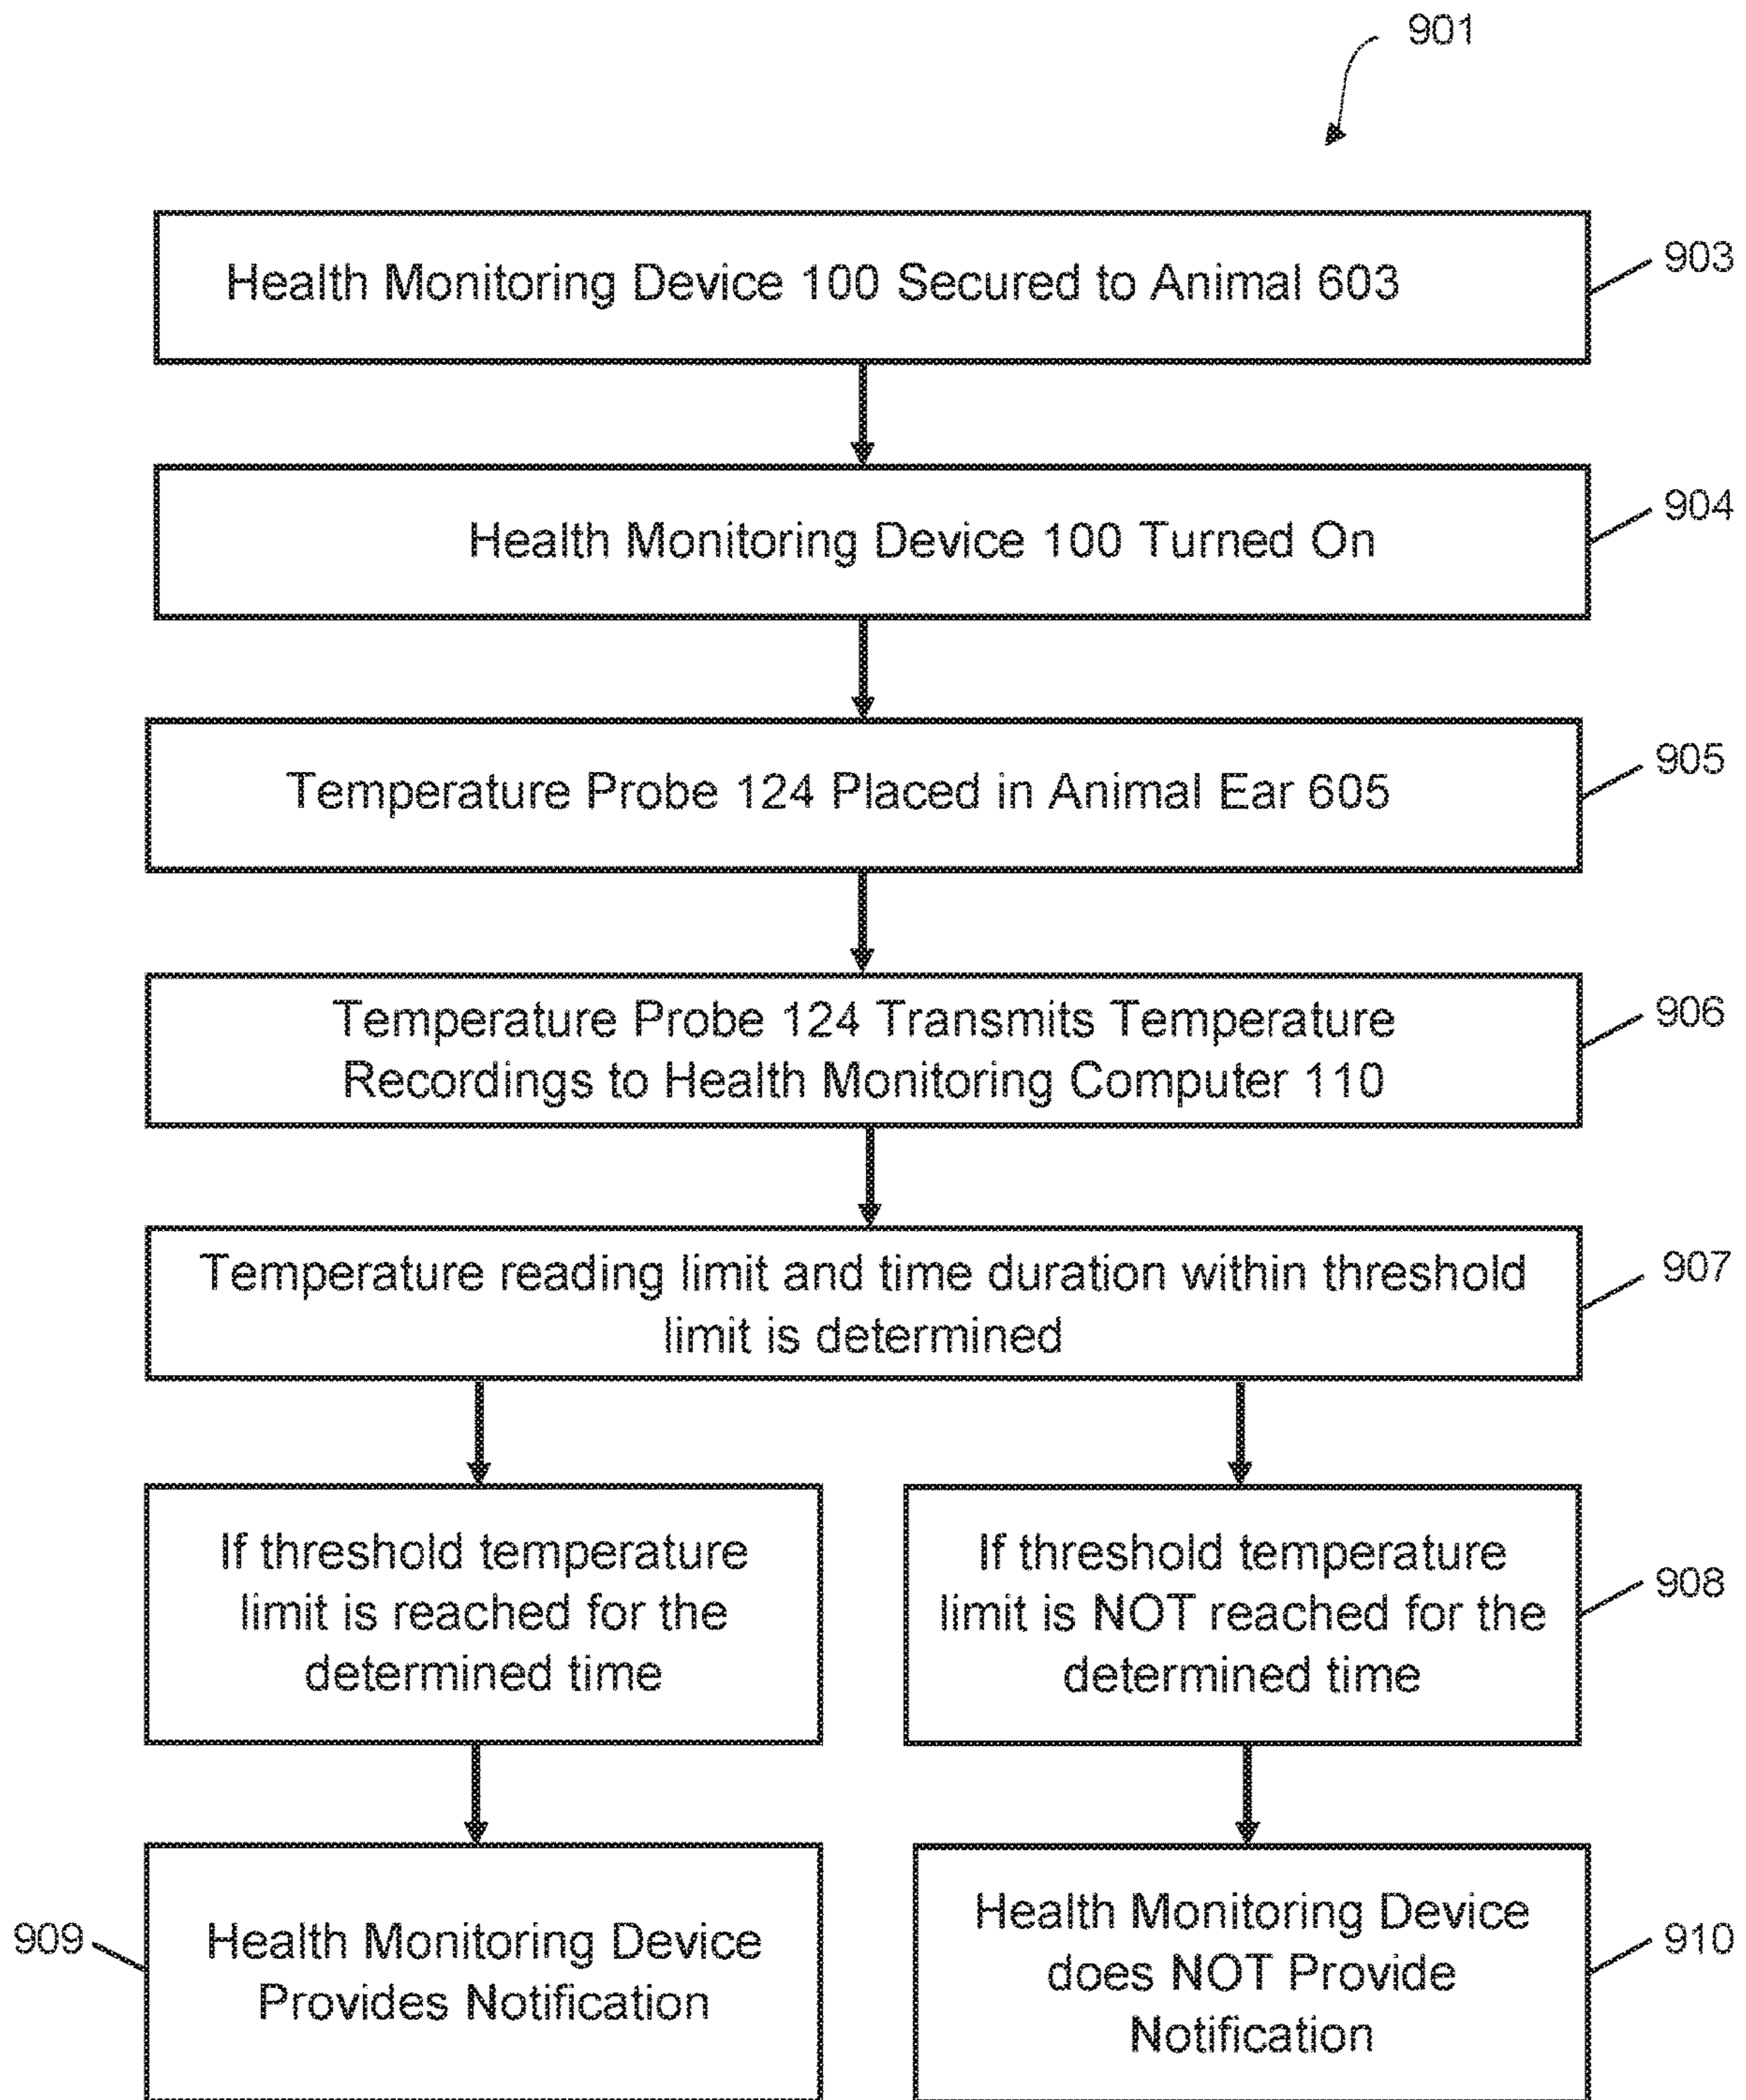 901
Health Monitoring Device 100 Secured to Animal 603
903
Health Monitoring Device 100 Turned On
904
Temperature Probe 124 Placed in Animal Ear 605
905
Temperature Probe 124 Transmits Temperature
Recordings to Health Monitoring Computer 110
906
Temperature reading limit and time duration within threshold
limit is determined
907
If threshold temperature
limit is reached for the
determined time
If threshold temperature
limit is NOT reached for the
determined time
908
909
Health Monitoring Device
Provides Notification
Health Monitoring Device
does NOT Provide
Notification
910